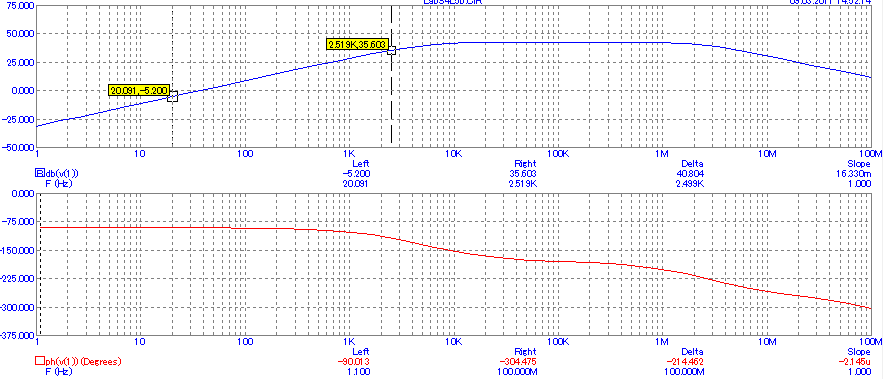 75.000
50.000
25.000
0.000
-25.000
-50.000
2.519K,35.603
20.091,-5.200
1 10 100 1K 10K 100K 1M 10M 100M
Left Right Delta Slope
db(v(1)) -5.200 35.603 40.804 16.330m
F (Hz) 20.091 2.519K 2.499K 1.000
0.000
-75.000
-150.000
-225.000
-300.000
-375.000
1 10 100 1K 10K 100K 1M 10M 100M
Left Right Delta Slope
ph(v(1)) (Degrees) -90.013 -304.475 -214.462 -2.145u
F (Hz) 1.100 100.000M 100.000M 1.000